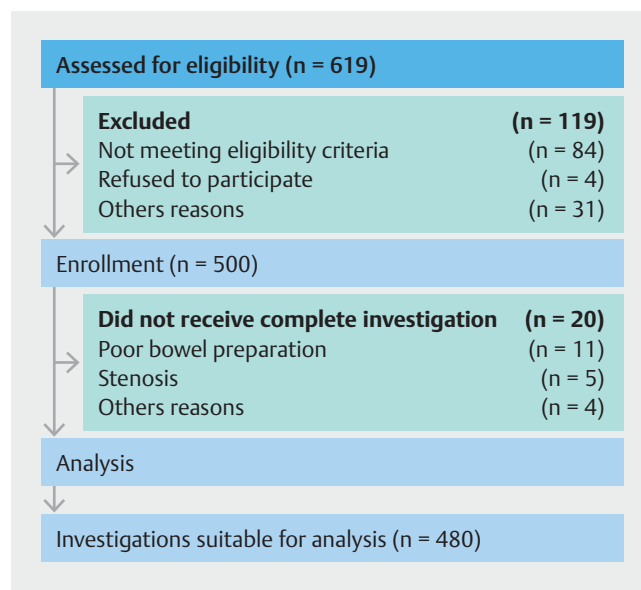 Assessed for eligibility (n = 619)
Excluded (n = 119)
Not meeting eligibility criteria (n = 84)
Refused to participate (n = 4)
Others reasons (n = 31)
Enrollment (n = 500)
Did not receive complete investigation (n = 20)
Poor bowel preparation (n = 11)
Stenosis (n = 5)
Others reasons (n = 4)
Analysis
Investigations suitable for analysis (n = 480)